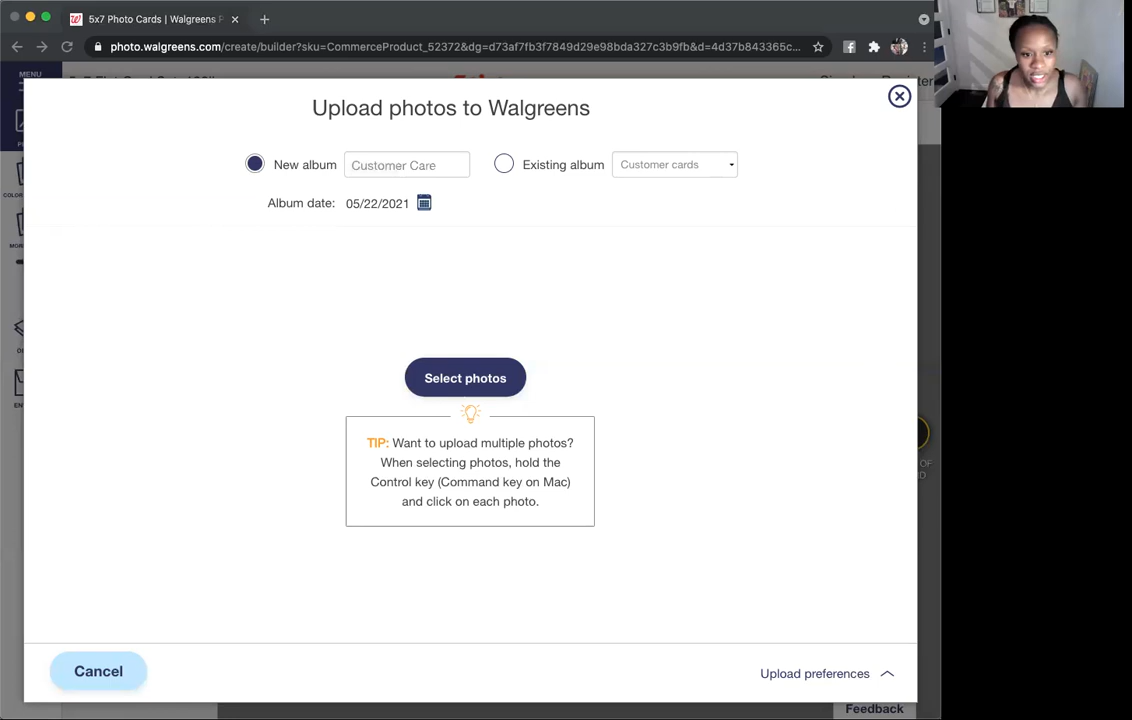 5x7 Photo Cards | Walgreens P
photo.walgreens.com/create/builder?sku=CommerceProduct_52372&dg=d73af7fb3f7849d29e98bda327c3b9fb&d=4d37b843365c...
MENU
Register
Upload photos to Walgreens
New album
Customer Care
Existing album
Customer cards
Album date: 05/22/2021
Select photos
TIP: Want to upload multiple photos?
When selecting photos, hold the
Control key (Command key on Mac)
and click on each photo.
OF
Cancel
Upload preferences
Feedback